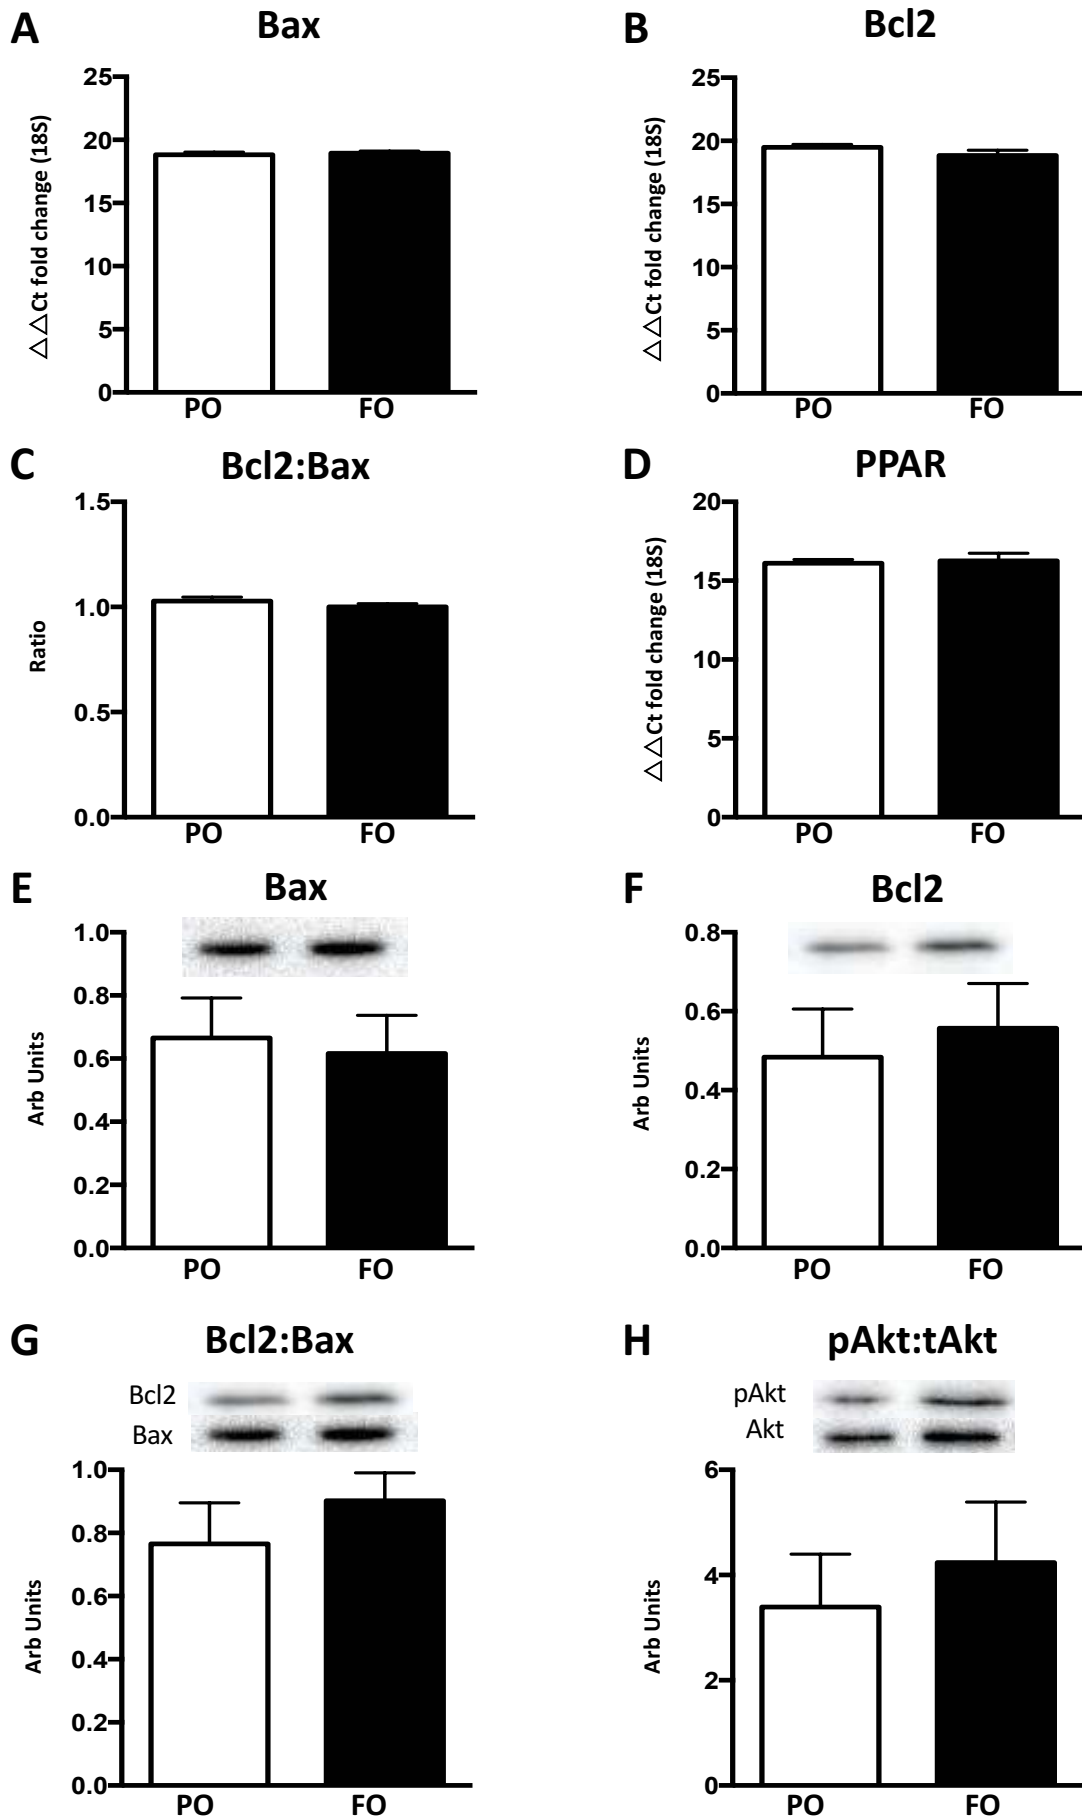 A
Bax
25
20
15
10
5
0
△△Ct fold change (18S)
PO
FO
B
Bcl2
25
20
15
10
5
0
△△Ct fold change (18S)
PO
FO
C
Bcl2:Bax
1.5
1.0
0.5
0.0
Ratio
PO
FO
D
PPAR
20
15
10
5
0
△△Ct fold change (18S)
PO
FO
E
Bax
1.0
0.8
0.6
0.4
0.2
0.0
Arb Units
PO
FO
F
Bcl2
0.8
0.6
0.4
0.2
0.0
Arb Units
PO
FO
G
Bcl2:Bax
Bcl2
Bax
1.0
0.8
0.6
0.4
0.2
0.0
Arb Units
PO
FO
H
pAkt:tAkt
pAkt
Akt
6
4
2
0
Arb Units
PO
FO